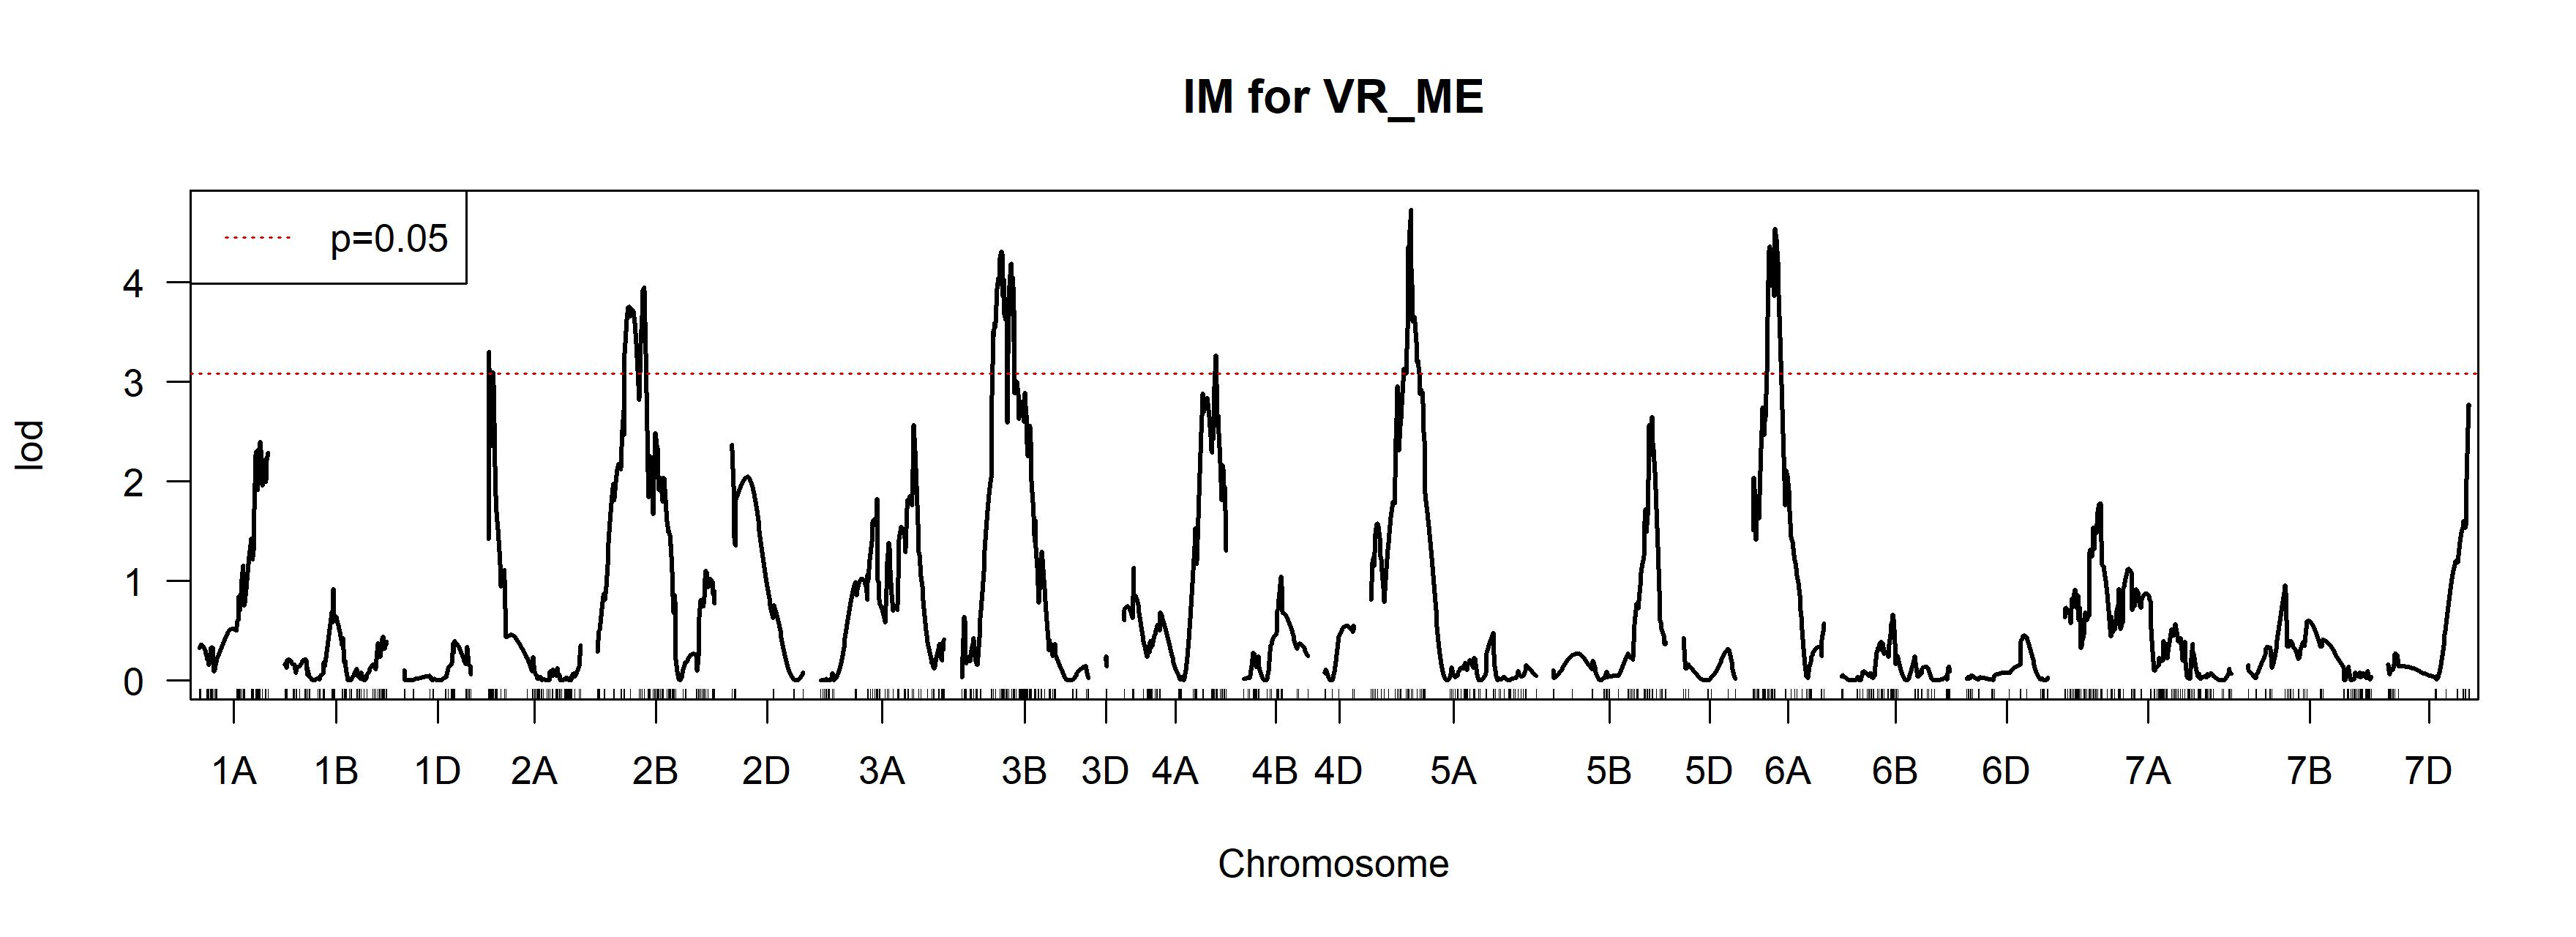 IM for VR_ME
p=0.05
4
3
2
1
0
lod
1A 1B 1D 2A 2B 2D 3A 3B 3D 4A 4B 4D 5A 5B 5D 6A 6B 6D 7A 7B 7D
Chromosome